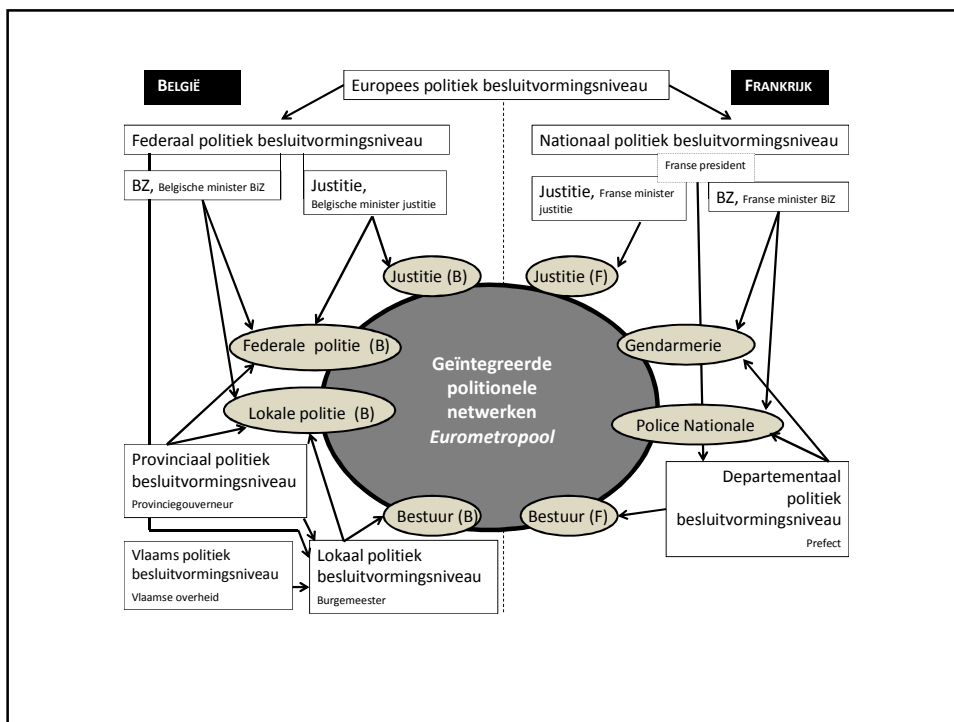 BELGIË
Europees politiek besluitvormingsniveau
FRANKRIJK
Federaal politiek besluitvormingsniveau
Nationaal politiek besluitvormingsniveau
Franse president
BZ, Belgische minister BiZ
Justitie,
Belgische minister justitie
Justitie, Franse minister
justitie
BZ, Franse minister BiZ
Justitie (B)
Justitie (F)
Federale politie (B)
Gendarmerie
Geïntegreerde
politionele
netwerken
Eurometropool
Lokale politie (B)
Police Nationale
Provinciaal politiek
besluitvormingsniveau
Provinciegouverneur
Departementaal
politiek
besluitvormingsniveau
Prefect
Bestuur (B)
Bestuur (F)
Vlaams politiek
besluitvormingsniveau
Vlaamse overheid
Lokaal politiek
besluitvormingsniveau
Burgemeester